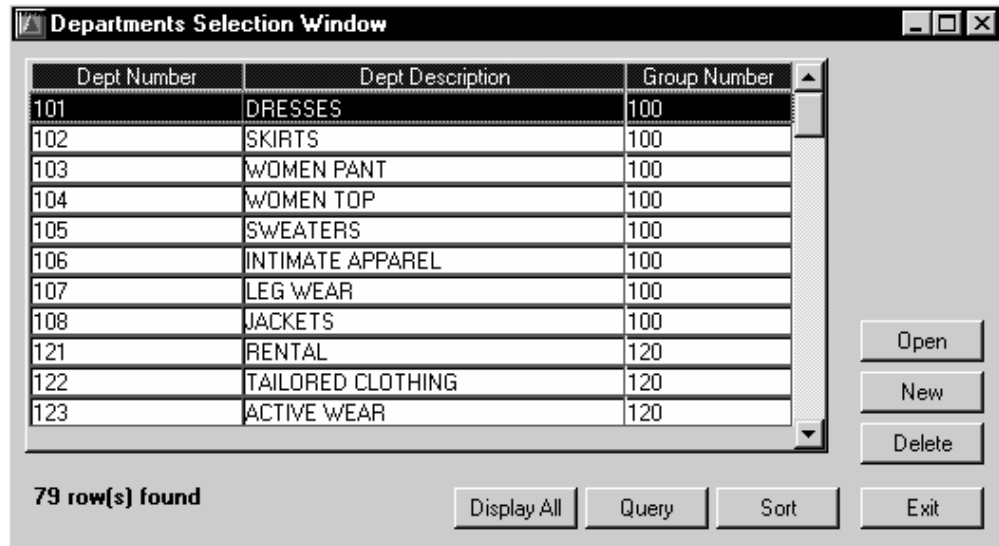 Departments Selection Window
Dept Number Dept Description Group Number
101 DRESSES 100
102 SKIRTS 100
103 WOMEN PANT 100
104 WOMEN TOP 100
105 SWEATERS 100
106 INTIMATE APPAREL 100
107 LEG WEAR 100
108 JACKETS 100
121 RENTAL 120
122 TAILORED CLOTHING 120
123 ACTIVE WEAR 120
Open
New
Delete
79 row(s) found
Display All Query Sort Exit